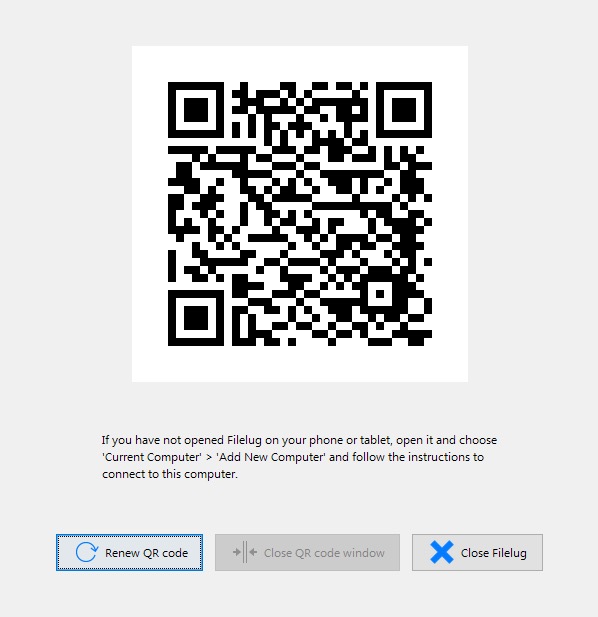 If you have not opened Filelug on your phone or tablet, open it and choose
'Current Computer' > 'Add New Computer' and follow the instructions to
connect to this computer.
Renew QR code
Close QR code window
Close Filelug